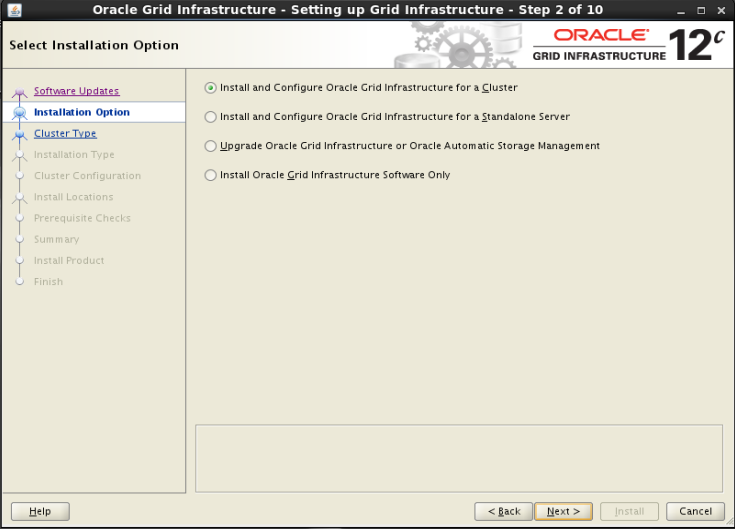 Oracle Grid Infrastructure - Setting up Grid Infrastructure - Step 2 of 10
Select Installation Option
ORACLE
GRID INFRASTRUCTURE
12c
Software Updates
Installation Option
Cluster Type
Installation Type
Cluster Configuration
Install Locations
Prerequisite Checks
Summary
Install Product
Finish
Install and Configure Oracle Grid Infrastructure for a Cluster
Install and Configure Oracle Grid Infrastructure for a Standalone Server
Upgrade Oracle Grid Infrastructure or Oracle Automatic Storage Management
Install Oracle Grid Infrastructure Software Only
Help
< Back
Next >
Install
Cancel